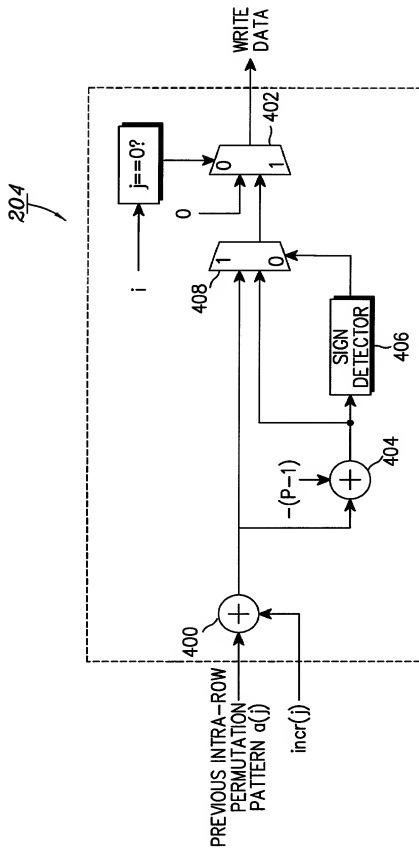 204
WRITE
DATA
j==0?
i
0
0
1
402
1
0
408
SIGN
DETECTOR
406
-(P-1)
+
404
+
400
PREVIOUS INTRA-ROW
PERMUTATION
PATTERN a(j)
incr(j)